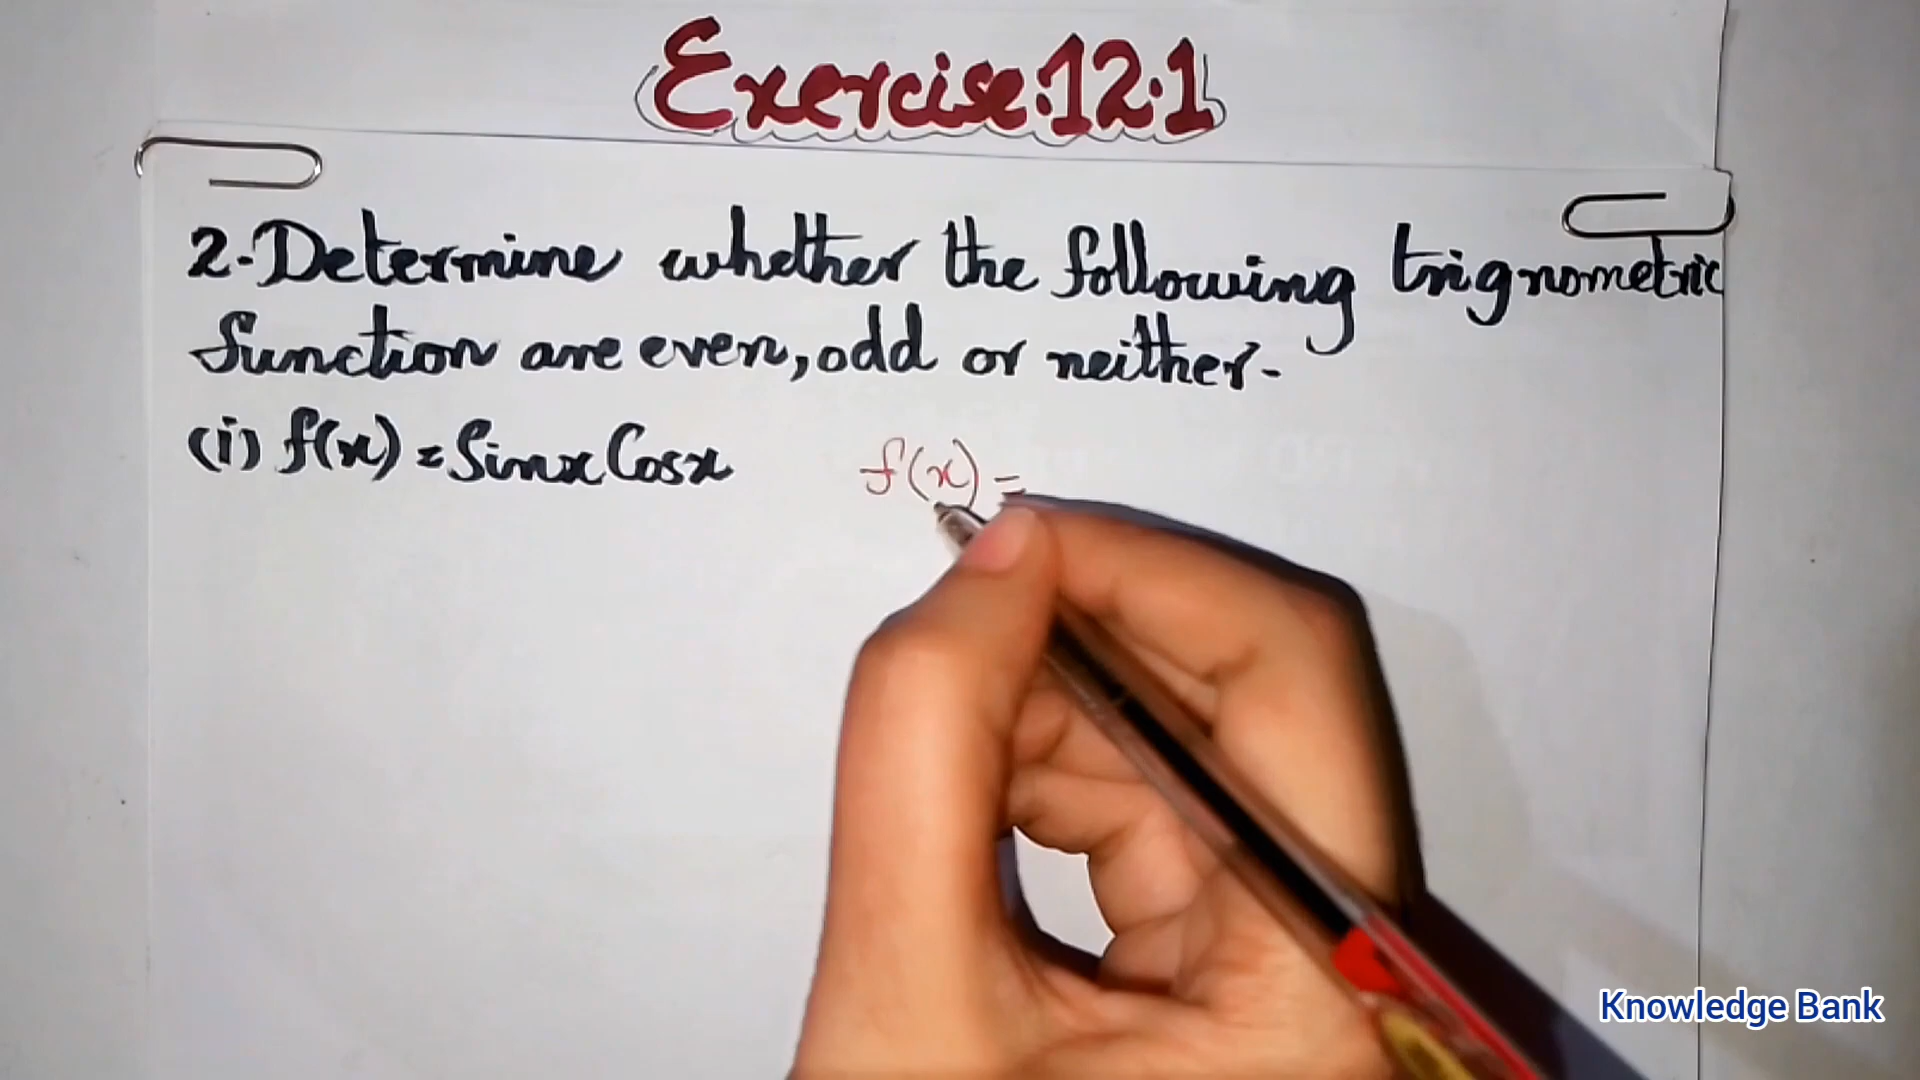 Exercise:12.1
2. Determine whether the following trignometric
function are even, odd or neither.
(i) f(x) = Sinx Cosx
f(x) =
Knowledge Bank